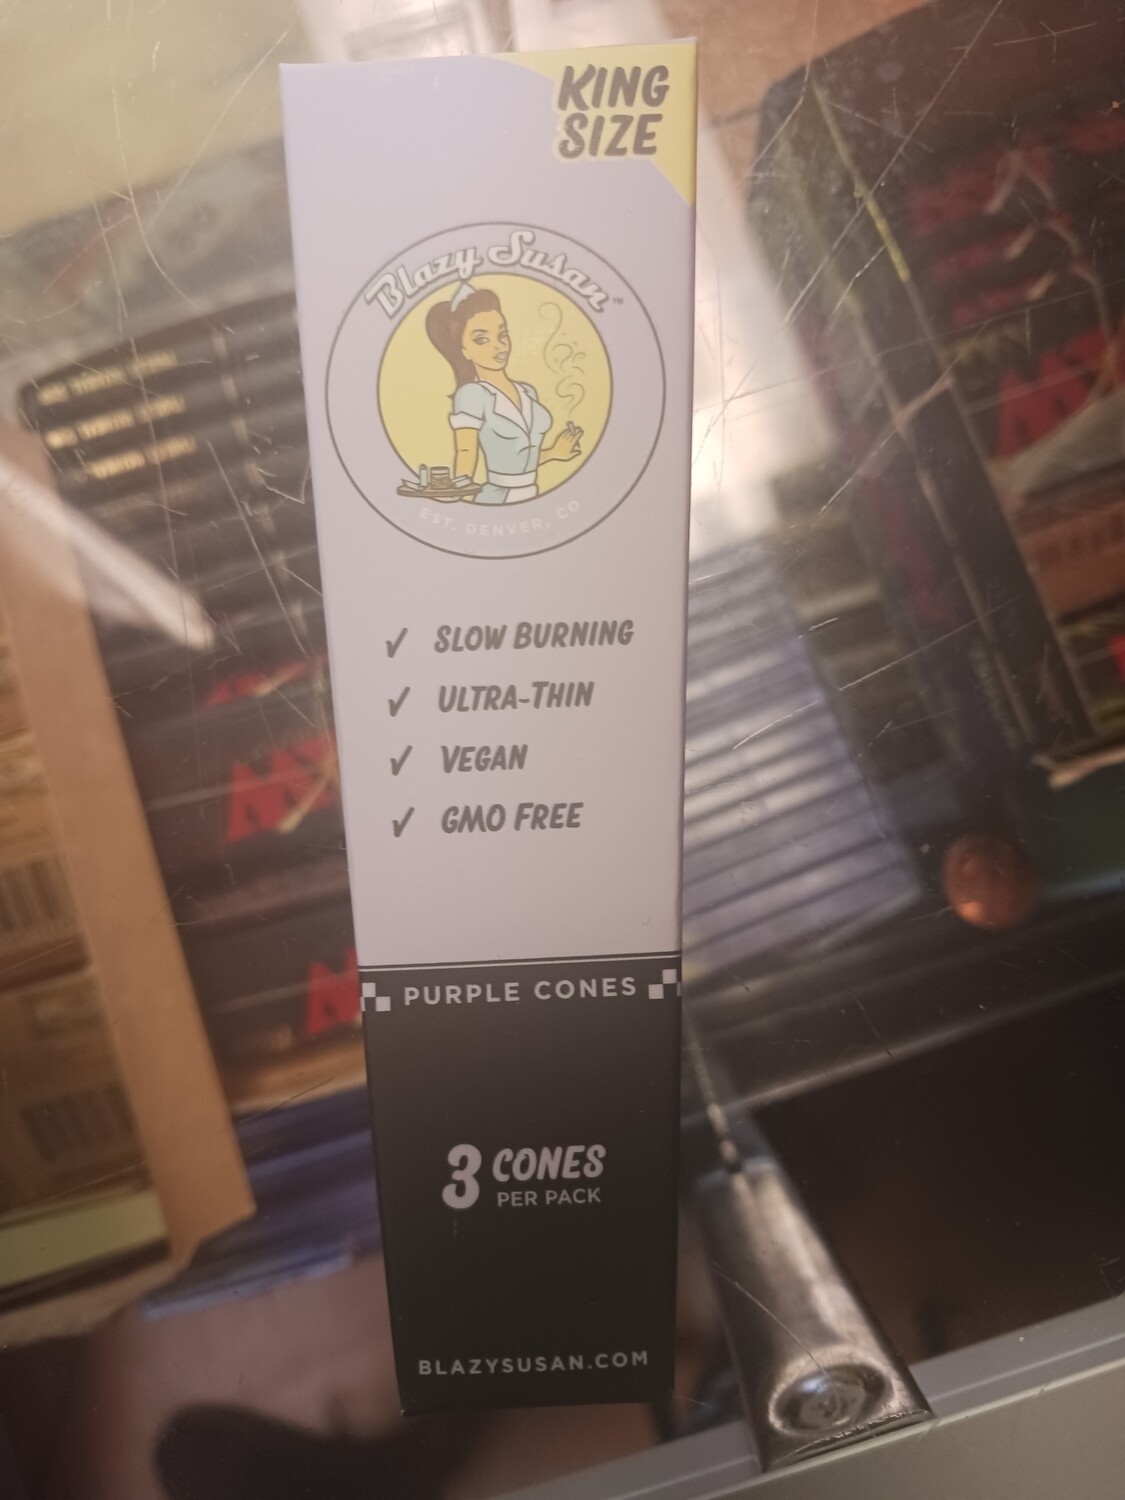 KING
SIZE
Blazy Susan™
EST. DENVER, CO
✓ SLOW BURNING
✓ ULTRA-THIN
✓ VEGAN
✓ GMO FREE
PURPLE CONES
3 CONES
PER PACK
BLAZYSUSAN.COM